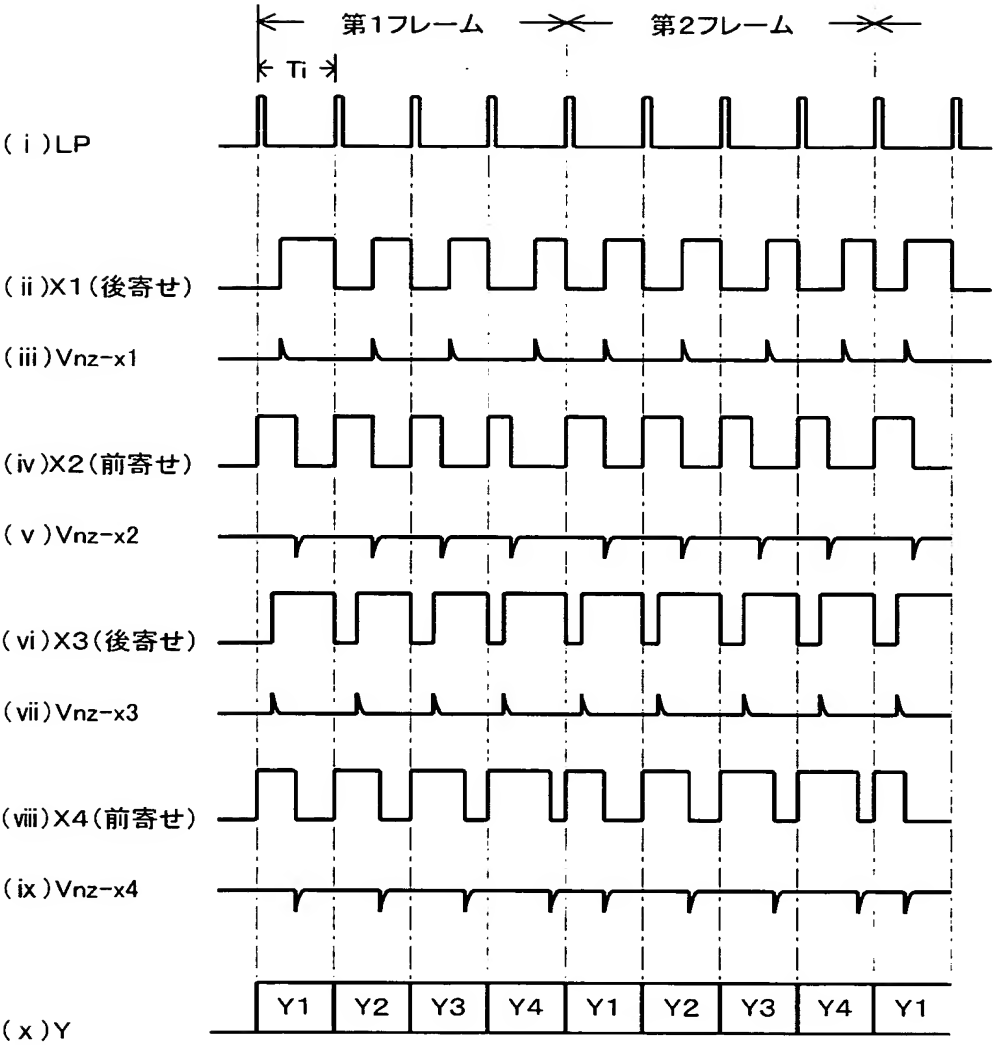 第1フレーム 第2フレーム
Ti
(ⅰ)LP
(ⅱ)X1(後寄せ)
(ⅲ)Vnz-x1
(ⅳ)X2(前寄せ)
(ⅴ)Vnz-x2
(ⅵ)X3(後寄せ)
(ⅶ)Vnz-x3
(ⅷ)X4(前寄せ)
(ⅸ)Vnz-x4
(ⅹ)Y Y1 Y2 Y3 Y4 Y1 Y2 Y3 Y4 Y1